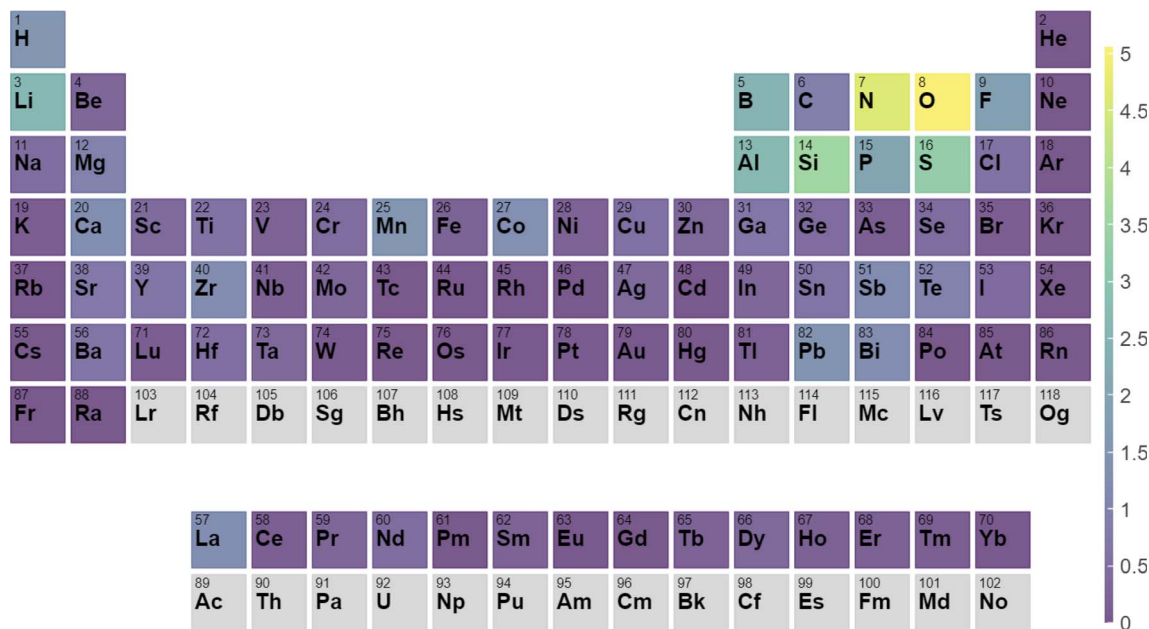 1 2
H He
3 4 5 6 7 8 9 10
Li Be B C N O F Ne
11 12 13 14 15 16 17 18
Na Mg Al Si P S Cl Ar
19 20 21 22 23 24 25 26 27 28 29 30 31 32 33 34 35 36
K Ca Sc Ti V Cr Mn Fe Co Ni Cu Zn Ga Ge As Se Br Kr
37 38 39 40 41 42 43 44 45 46 47 48 49 50 51 52 53 54
Rb Sr Y Zr Nb Mo Tc Ru Rh Pd Ag Cd In Sn Sb Te I Xe
55 56 71 72 73 74 75 76 77 78 79 80 81 82 83 84 85 86
Cs Ba Lu Hf Ta W Re Os Ir Pt Au Hg Tl Pb Bi Po At Rn
87 88 103 104 105 106 107 108 109 110 111 112 113 114 115 116 117 118
Fr Ra Lr Rf Db Sg Bh Hs Mt Ds Rg Cn Nh Fl Mc Lv Ts Og
57 58 59 60 61 62 63 64 65 66 67 68 69 70
La Ce Pr Nd Pm Sm Eu Gd Tb Dy Ho Er Tm Yb
89 90 91 92 93 94 95 96 97 98 99 100 101 102
Ac Th Pa U Np Pu Am Cm Bk Cf Es Fm Md No
5
4.5
4
3.5
3
2.5
2
1.5
1
0.5
0